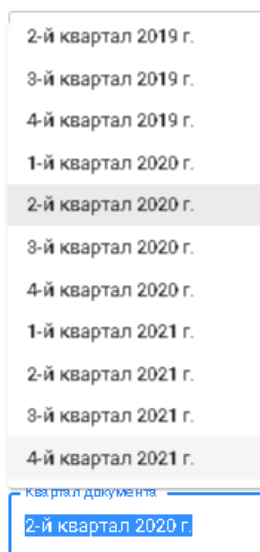 2-й квартал 2019 г.
3-й квартал 2019 г.
4-й квартал 2019 г.
1-й квартал 2020 г.
2-й квартал 2020 г.
3-й квартал 2020 г.
4-й квартал 2020 г.
1-й квартал 2021 г.
2-й квартал 2021 г.
3-й квартал 2021 г.
4-й квартал 2021 г.
Квартал документа
2-й квартал 2020 г.